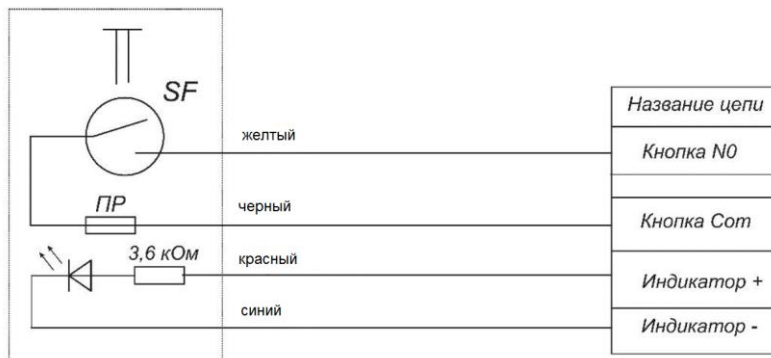 SF
Название цепи
желтый
Кнопка N0
ПР
черный
Кнопка Com
3,6 кОм
красный
Индикатор +
синий
Индикатор -